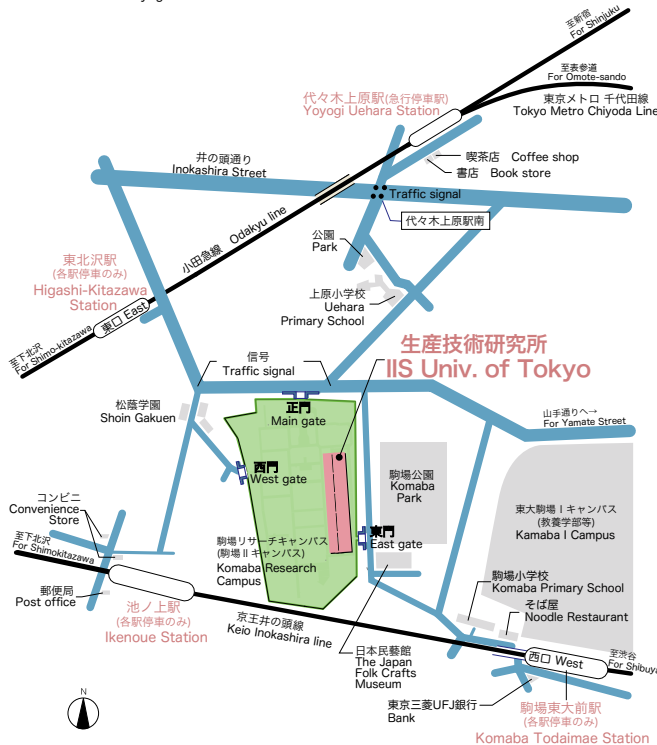 至新宿
For Shinjuku
至表参道
For Omote-sando
代々木上原駅(急行停車駅)
Yoyogi Uehara Station
東京メトロ 千代田線
Tokyo Metro Chiyoda Line
井の頭通り
Inokashira Street
喫茶店 Coffee shop
書店 Book store
Traffic signal
代々木上原駅南
小田急線 Odakyu line
公園
Park
東北沢駅
(各駅停車のみ)
Higashi-Kitazawa
Station
東口 East
上原小学校
Uehara
Primary School
至下北沢
For Shimo-kitazawa
信号
Traffic signal
生産技術研究所
IIS Univ. of Tokyo
松蔭学園
Shoin Gakuen
正門
Main gate
山手通りへ→
For Yamate Street
西門
West gate
駒場公園
Komaba
Park
東大駒場Ⅰキャンパス
(教養学部等)
Kamaba I Campus
コンビニ
Convenience
Store
至下北沢
For Shimokitazawa
駒場リサーチキャンパス
(駒場Ⅱキャンパス)
Komaba Research
Campus
東門
East gate
駒場小学校
Komaba Primary School
そば屋
Noodle Restaurant
郵便局
Post office
池ノ上駅
(各駅停車のみ)
Ikenoue Station
京王井の頭線
Keio Inokashira line
日本民藝館
The Japan
Folk Crafts
Museum
西口 West
至渋谷
For Shibuya
東京三菱UFJ銀行
Bank
駒場東大前駅
(各駅停車のみ)
Komaba Todaimae Station
N